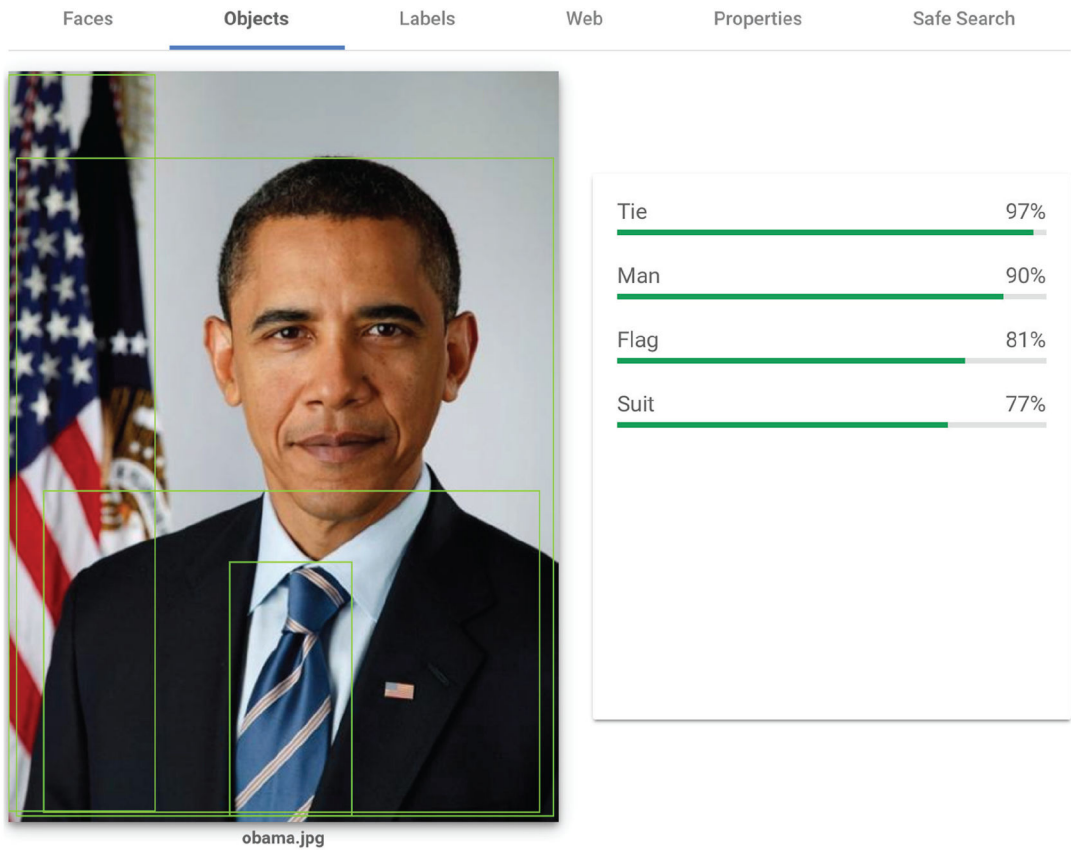 Faces Objects Labels Web Properties Safe Search
Tie 97%
Man 90%
Flag 81%
Suit 77%
obama.jpg